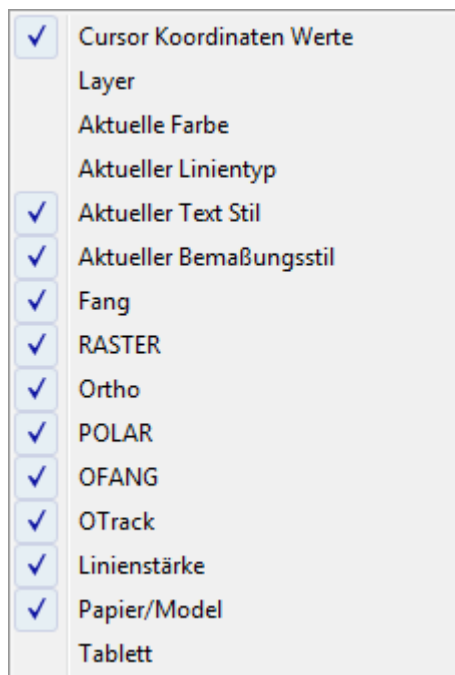 Cursor Koordinaten Werte
Layer
Aktuelle Farbe
Aktueller Linientyp
Aktueller Text Stil
Aktueller Bemaßungsstil
Fang
RASTER
Ortho
POLAR
OFANG
OTrack
Linienstärke
Papier/Model
Tablett